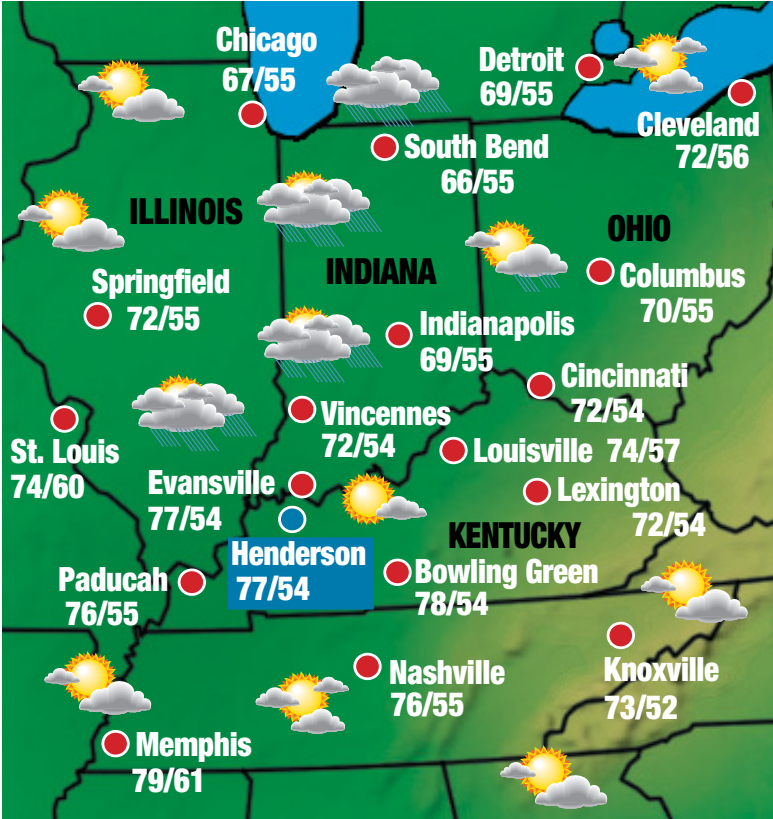 Chicago
67/55
Detroit
69/55
Cleveland
72/56
South Bend
66/55
ILLINOIS
OHIO
INDIANA
Springfield
72/55
Columbus
70/55
Indianapolis
69/55
Cincinnati
72/54
Vincennes
72/54
St. Louis
74/60
Louisville 74/57
Evansville
77/54
Lexington
72/54
KENTUCKY
Henderson
77/54
Paducah
76/55
Bowling Green
78/54
Nashville
76/55
Knoxville
73/52
Memphis
79/61